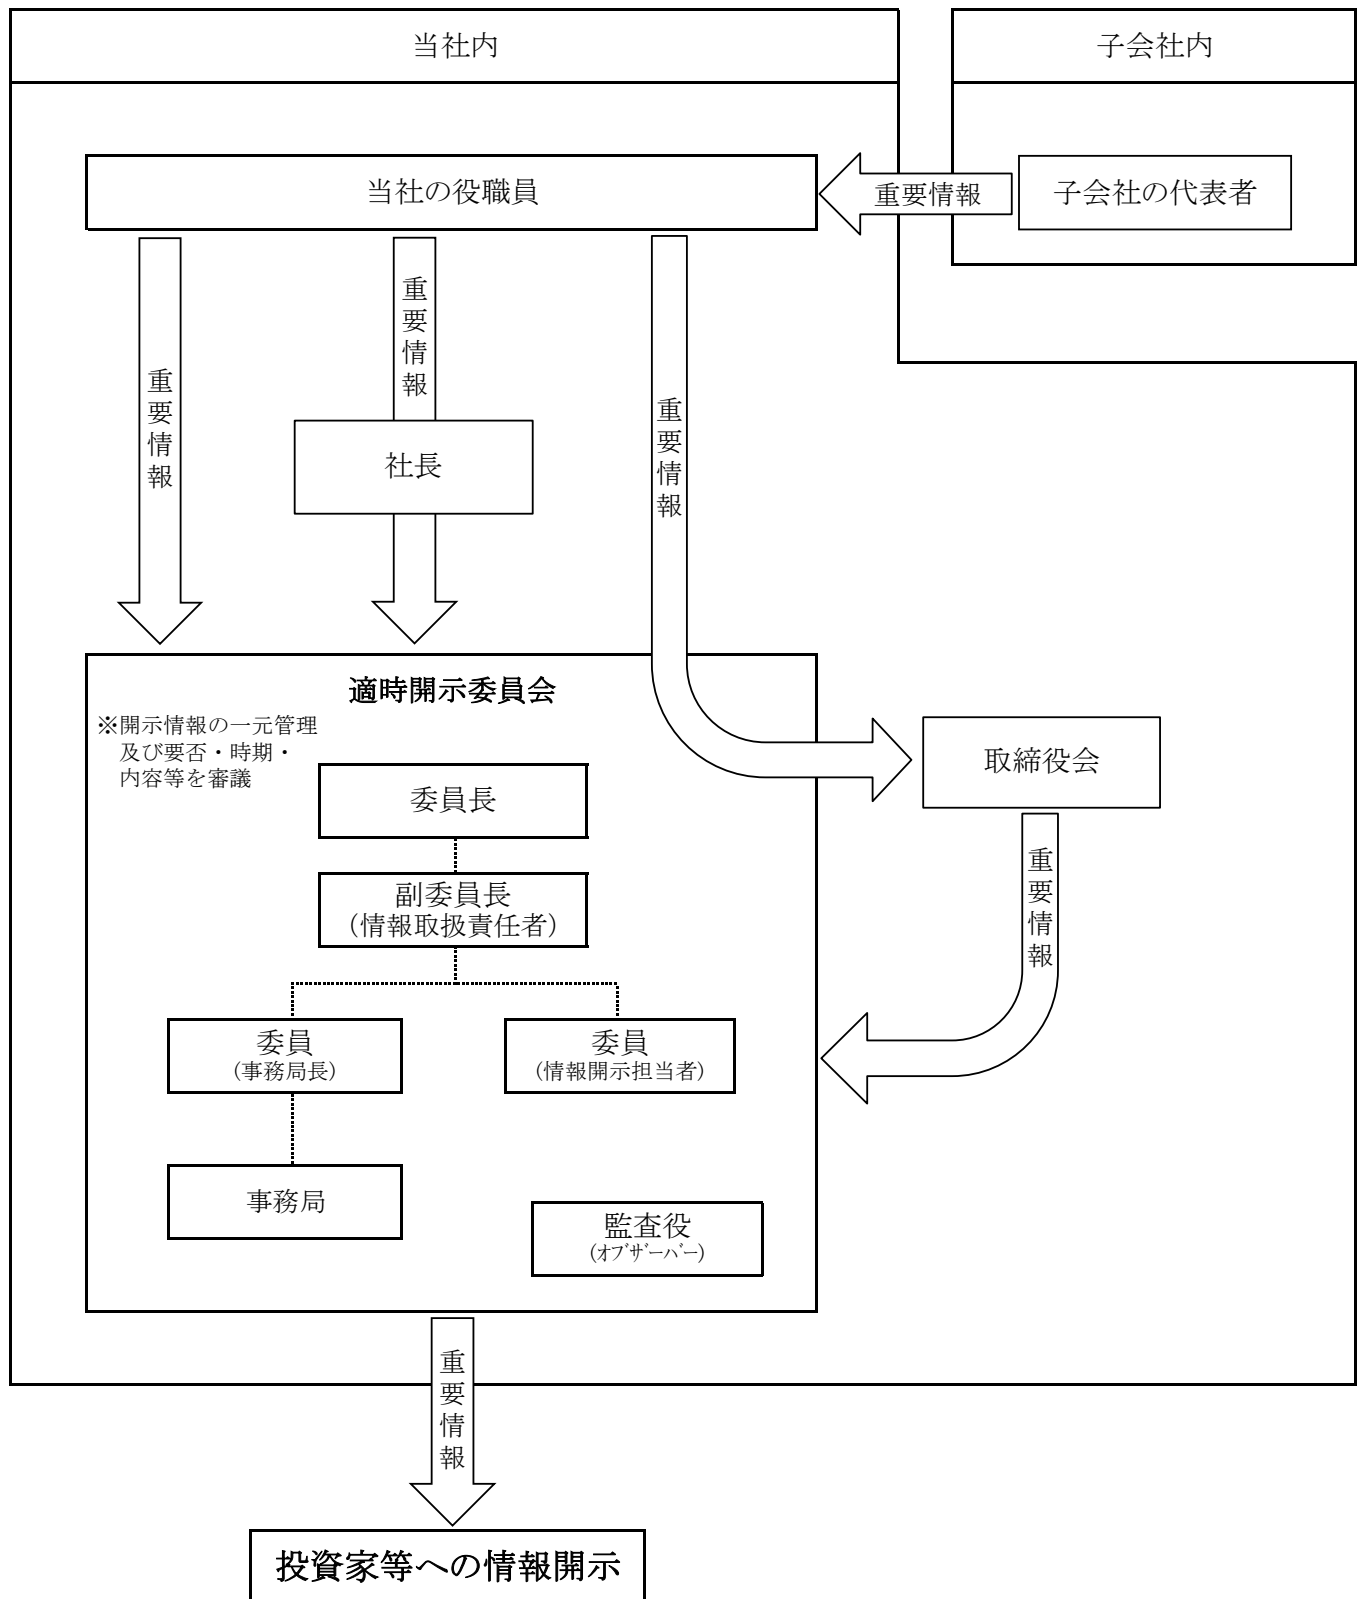 当社内
子会社内
当社の役職員
重要情報
子会社の代表者
重要情報
重要情報
重要情報
社長
適時開示委員会
※開示情報の一元管理
及び要否・時期・
内容等を審議
委員長
取締役会
副委員長
（情報取扱責任者）
重要情報
委員
（事務局長）
委員
（情報開示担当者）
事務局
監査役
（ｵﾌﾞｻﾞｰﾊﾞｰ）
重要情報
投資家等への情報開示